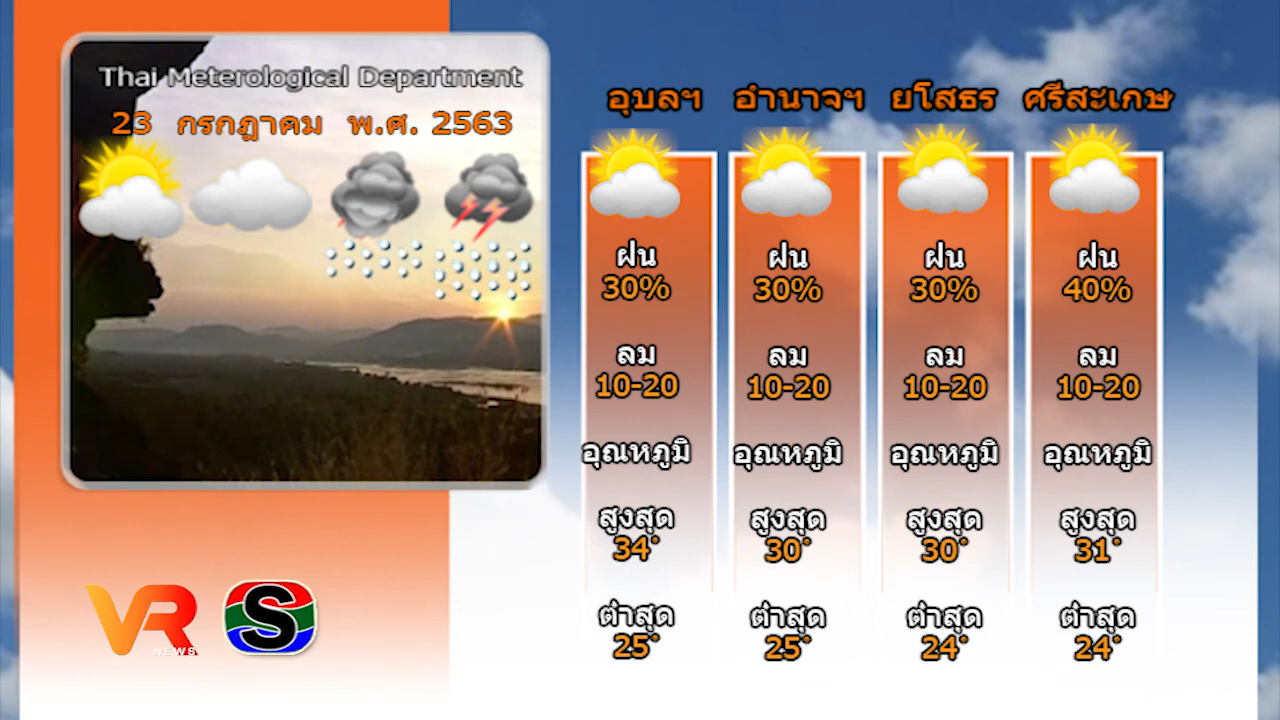 Thai Meterological Department
23 กรกฎาคม พ.ศ. 2563
อุบลฯ อำนาจฯ ยโสธร ศรีสะเกษ
ฝน ฝน ฝน ฝน
30% 30% 30% 40%
ลม ลม ลม ลม
10-20 10-20 10-20 10-20
อุณหภูมิ อุณหภูมิ อุณหภูมิ อุณหภูมิ
สูงสุด สูงสุด สูงสุด สูงสุด
34° 30° 30° 31°
ต่ำสุด ต่ำสุด ต่ำสุด ต่ำสุด
25° 25° 24° 24°
VR
NEWS
S